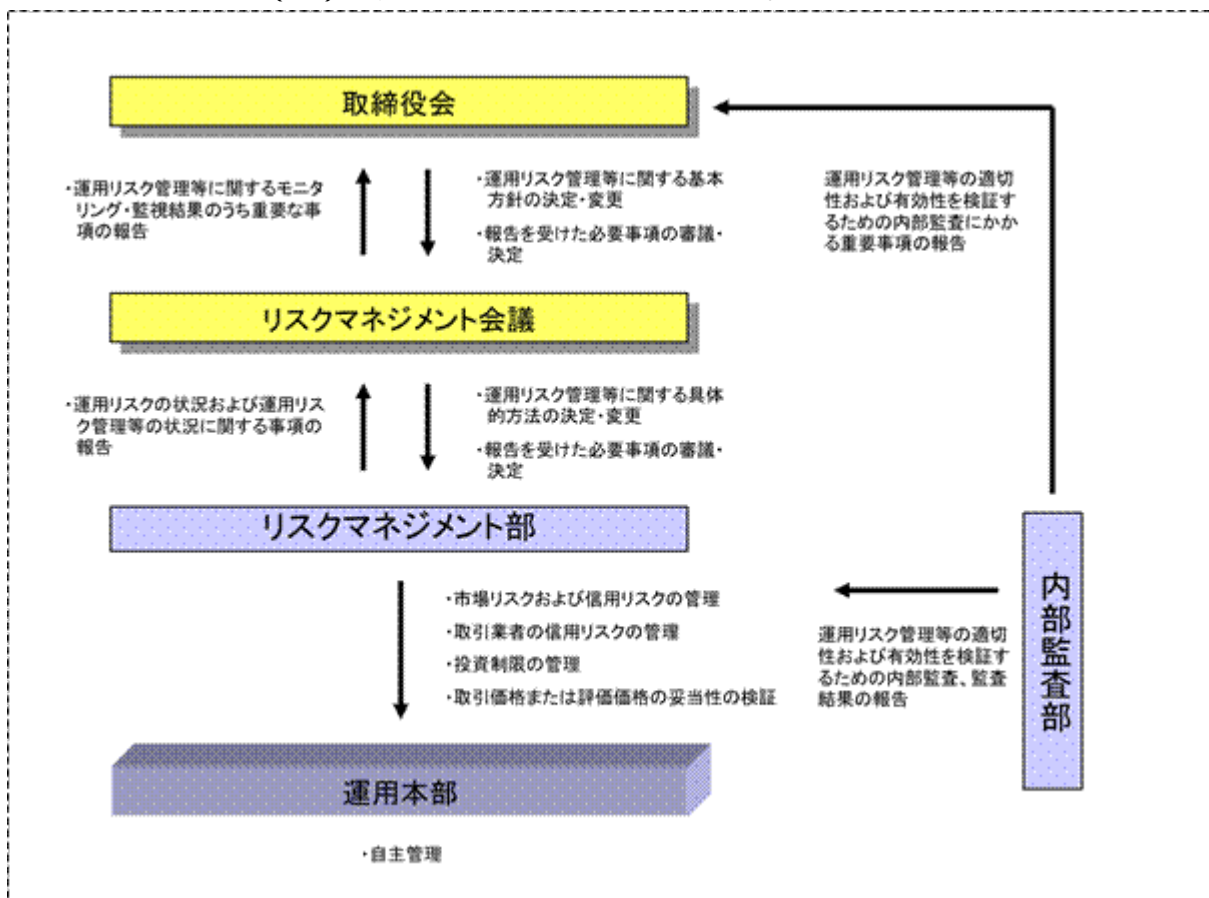 取締役会
・運用リスク管理等に関するモニ
タリング・監視結果のうち重要な事
項の報告
・運用リスク管理等に関する基本
方針の決定・変更
・報告を受けた必要事項の審議・
決定
運用リスク管理等の適切
性および有効性を検証す
るための内部監査にかか
る重要事項の報告
リスクマネジメント会議
・運用リスクの状況および運用リス
ク管理等の状況に関する事項の
報告
・運用リスク管理等に関する具体
的方法の決定・変更
・報告を受けた必要事項の審議・
決定
リスクマネジメント部
・市場リスクおよび信用リスクの管理
・取引業者の信用リスクの管理
・投資制限の管理
・取引価格または評価価格の妥当性の検証
運用リスク管理等の適切
性および有効性を検証す
るための内部監査、監査
結果の報告
内部監査部
運用本部
・自主管理